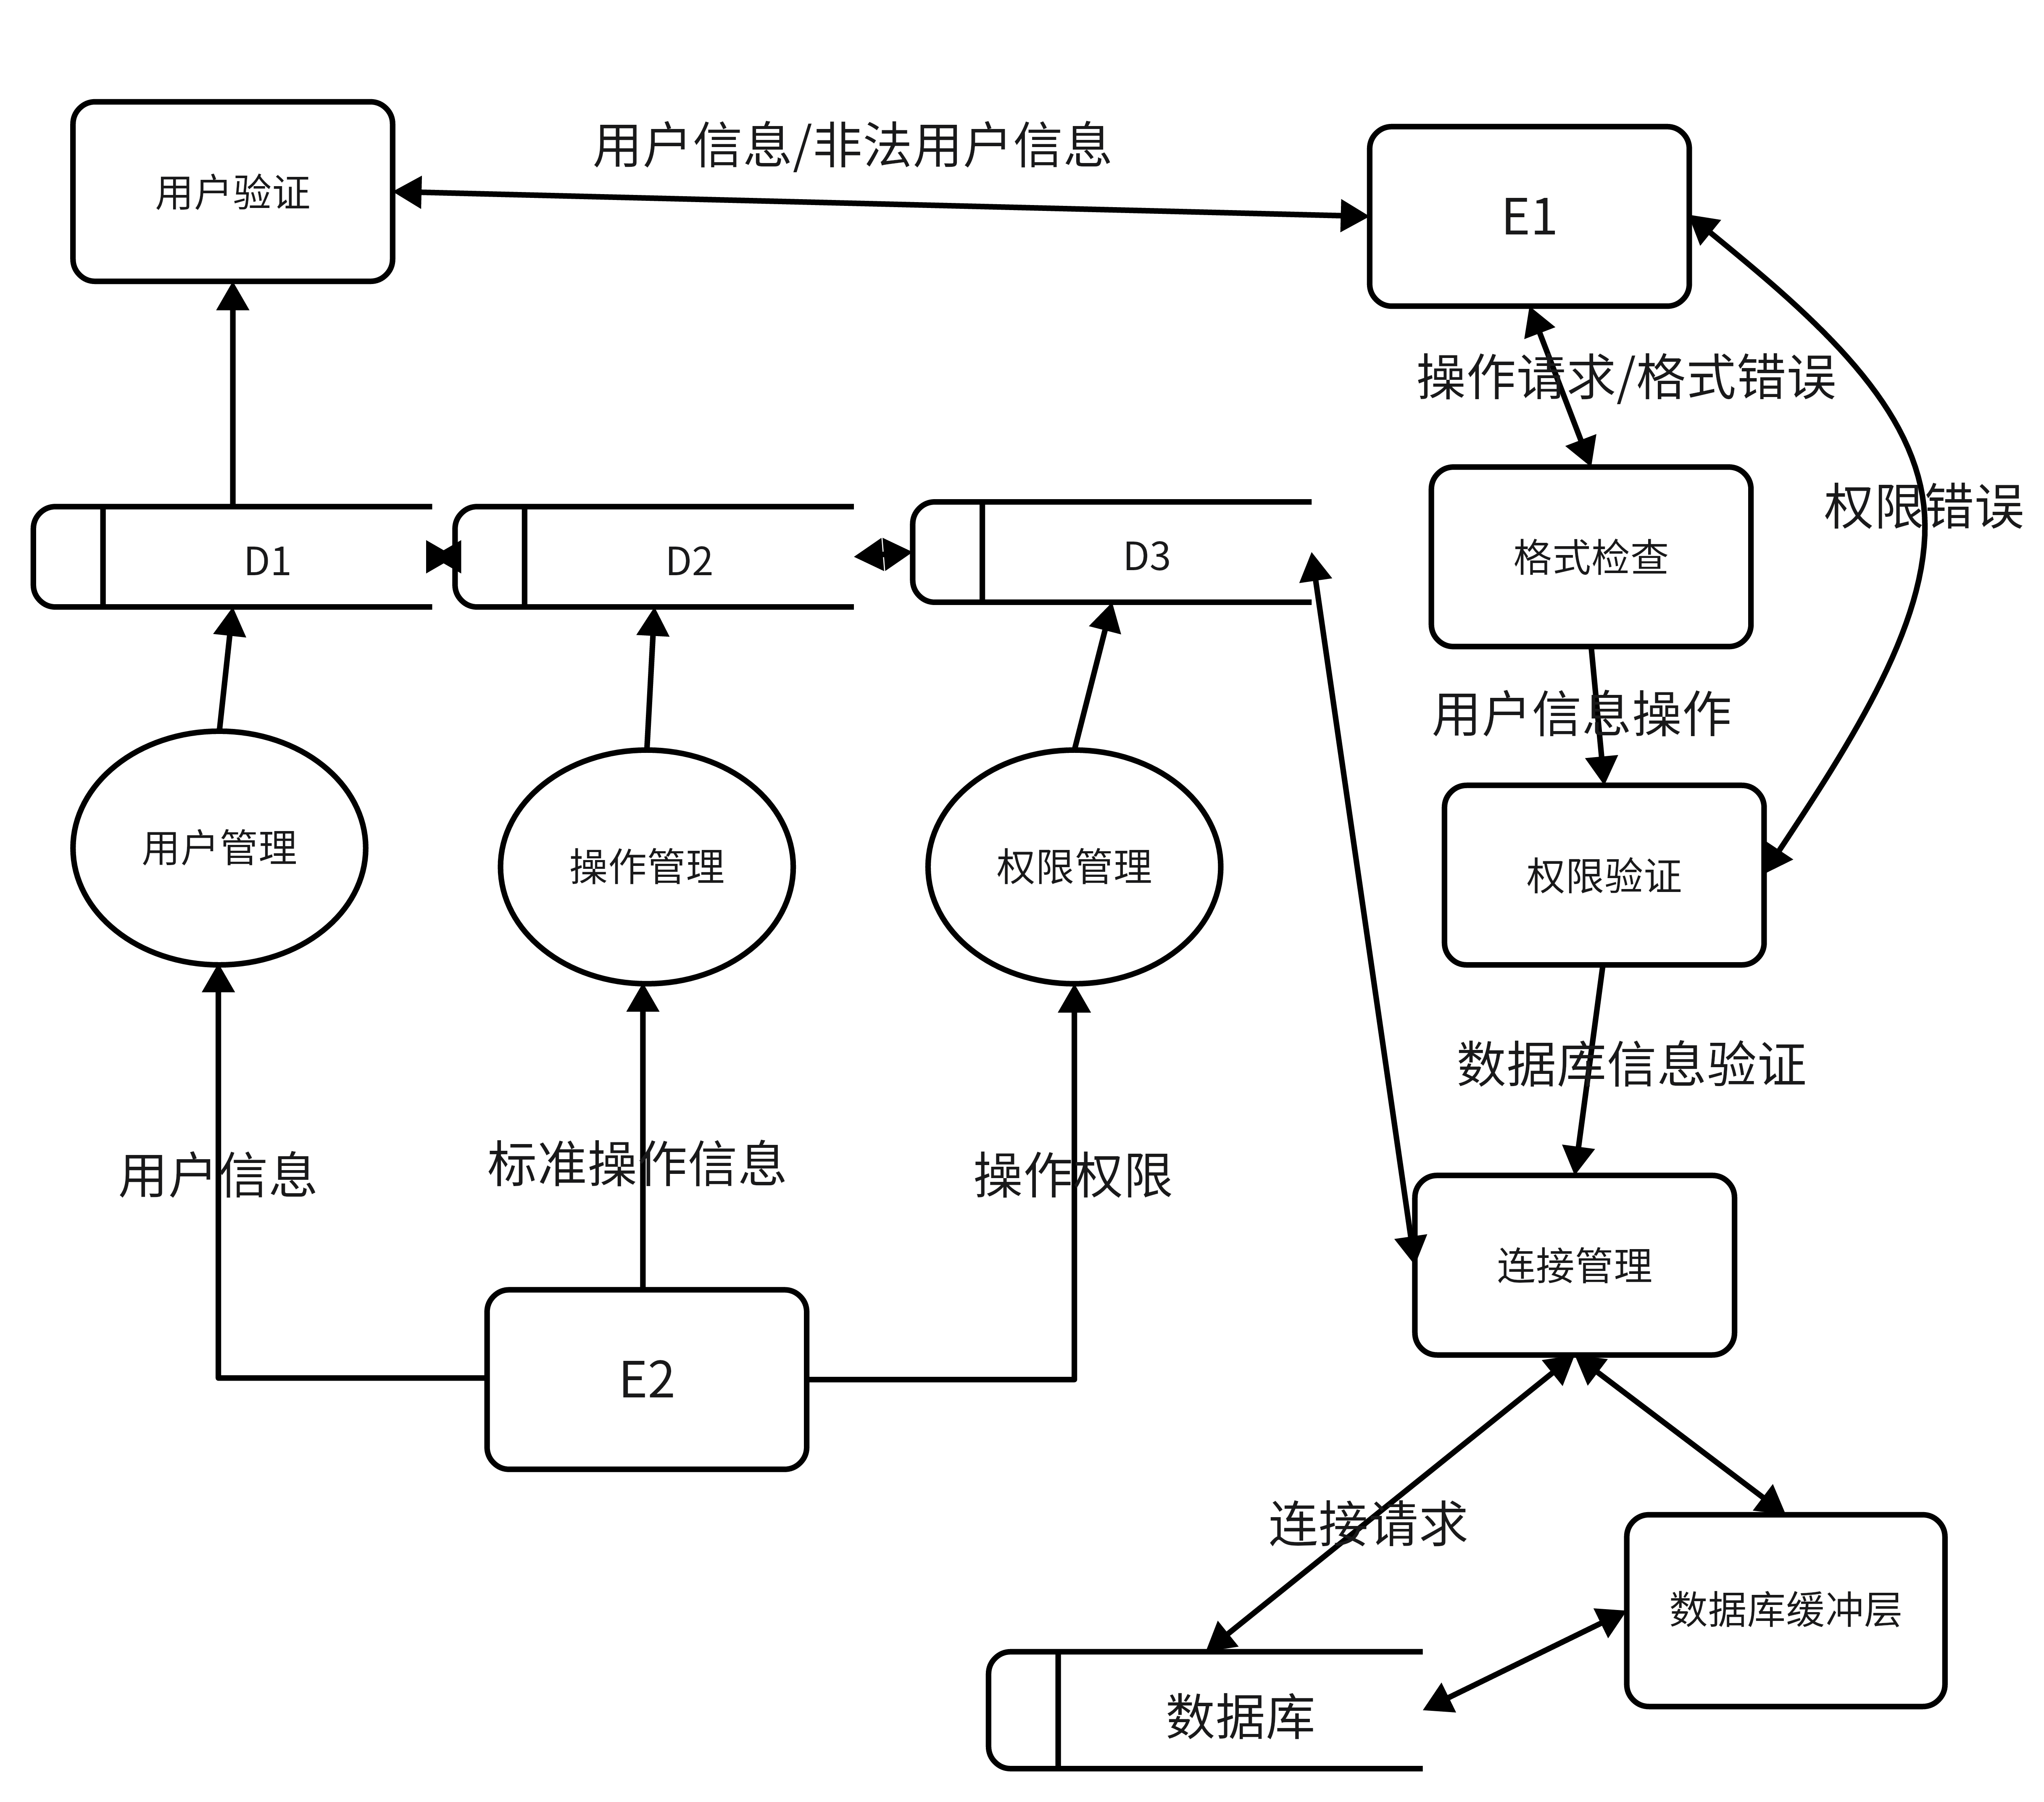 用户信息/非法用户信息
用户验证
E1
操作请求/格式错误
权限错误
D1
D2
D3
格式检查
用户信息操作
用户管理
操作管理
权限管理
权限验证
数据库信息验证
用户信息
标准操作信息
操作权限
连接管理
E2
连接请求
数据库缓冲层
数据库